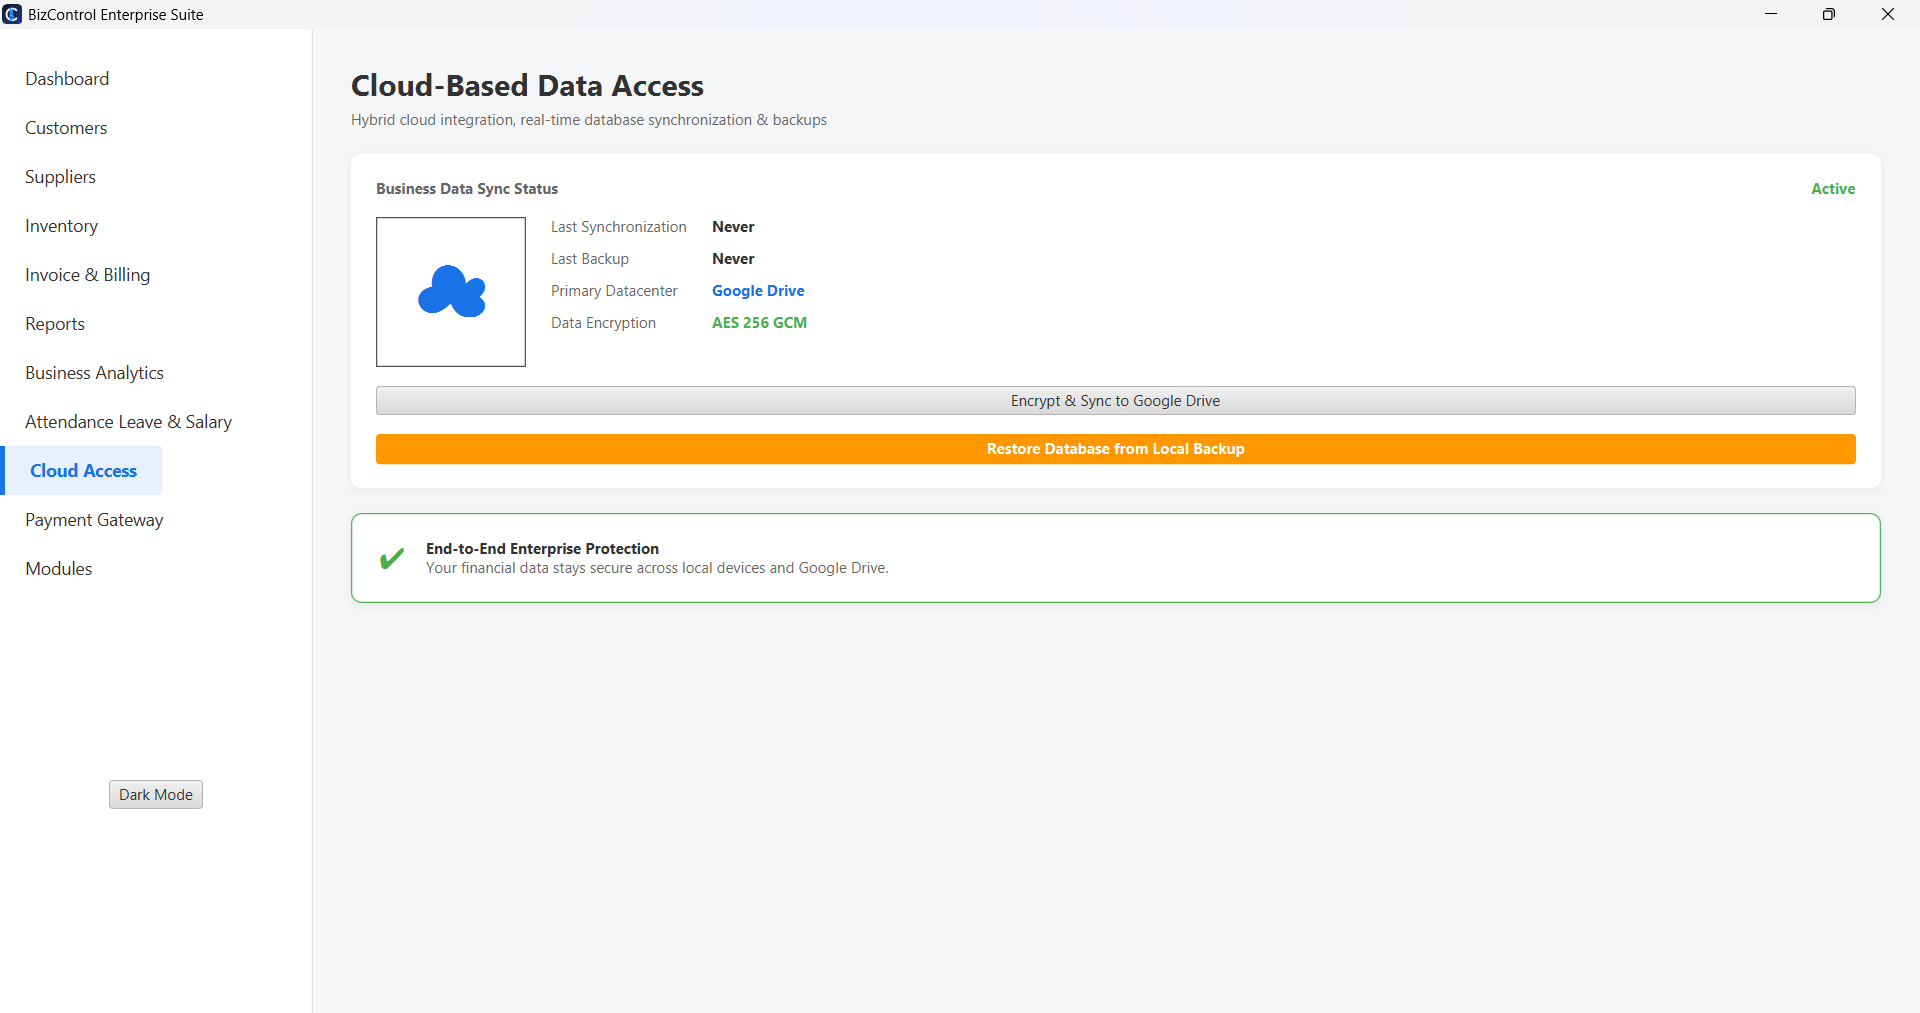 BizControl Enterprise Suite
Dashboard
Customers
Suppliers
Inventory
Invoice & Billing
Reports
Business Analytics
Attendance Leave & Salary
Cloud Access
Payment Gateway
Modules
Dark Mode
Cloud-Based Data Access
Hybrid cloud integration, real-time database synchronization & backups
Business Data Sync Status
Active
Last Synchronization Never
Last Backup Never
Primary Datacenter Google Drive
Data Encryption AES 256 GCM
Encrypt & Sync to Google Drive
Restore Database from Local Backup
End-to-End Enterprise Protection
Your financial data stays secure across local devices and Google Drive.